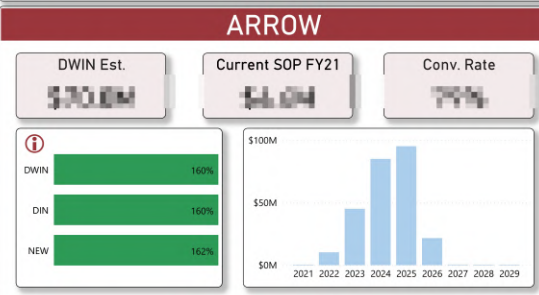 ARROW
DWIN Est.
Current SOP FY21
Conv. Rate
DWIN 160%
DIN 160%
NEW 162%
$100M
$50M
$0M
2021 2022 2023 2024 2025 2026 2027 2028 2029